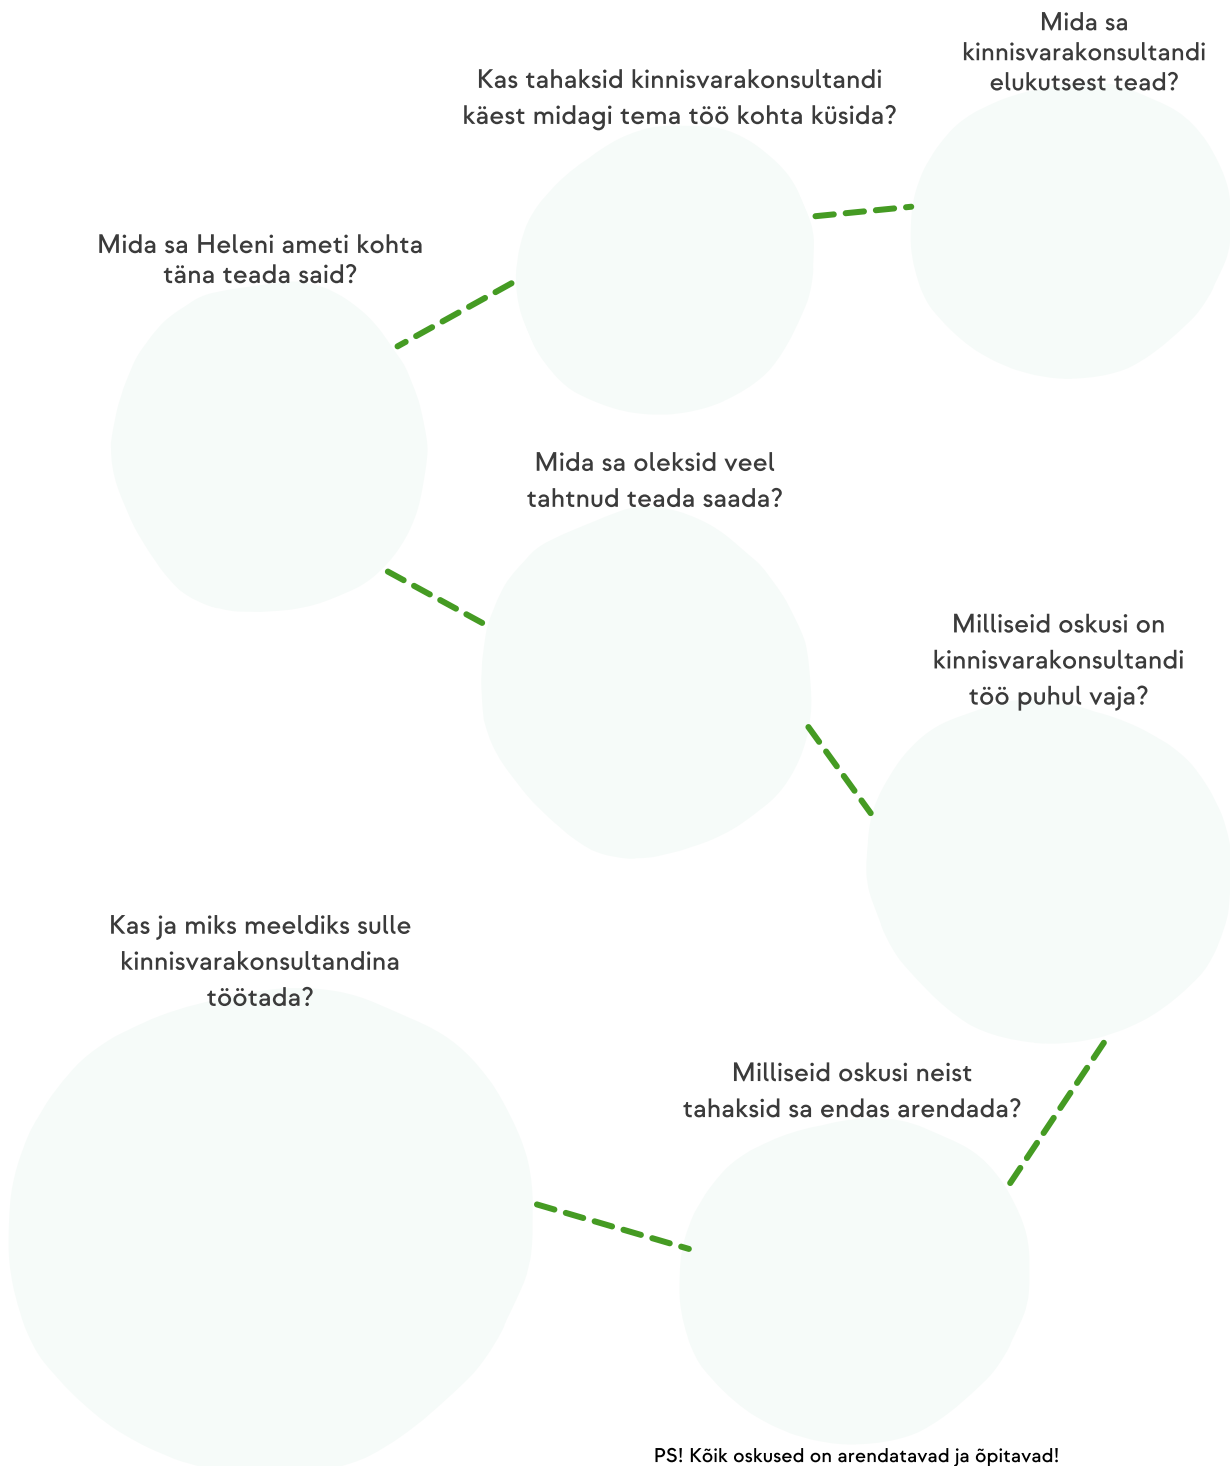 Mida sa
kinnisvarakonsultandi
elukutsest tead?
Kas tahaksid kinnisvarakonsultandi
käest midagi tema töö kohta küsida?
Mida sa Heleni ameti kohta
täna teada said?
Mida sa oleksid veel
tahtnud teada saada?
Milliseid oskusi on
kinnisvarakonsultandi
töö puhul vaja?
Milliseid oskusi neist
tahaksid sa endas arendada?
Kas ja miks meeldiks sulle
kinnisvarakonsultandina
töötada?
PS! Kõik oskused on arendatavad ja õpitavad!